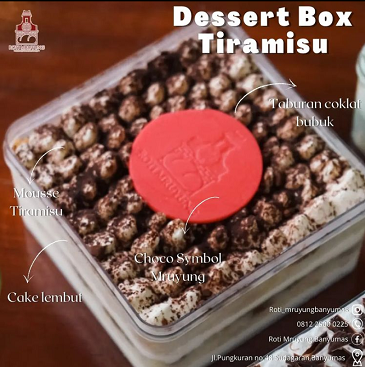 Dessert Box
Tiramisu
Taburan coklat
bubuk
Mousse
Tiramisu
Choco Symbol
Mruyung
Cake lembut
Roti_mruyungbanyumas
Roti Mruyung Banyumas